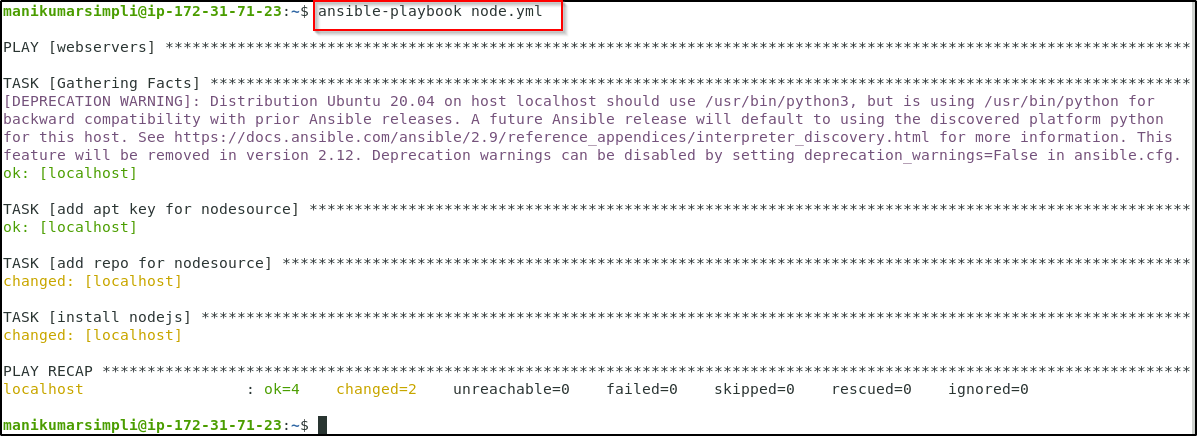 manikumarsimpli@ip-172-31-71-23:~$ ansible-playbook node.yml
PLAY [webservers] ******************************************************************************************************************
TASK [Gathering Facts] *************************************************************************************************************
[DEPRECATION WARNING]: Distribution Ubuntu 20.04 on host localhost should use /usr/bin/python3, but is using /usr/bin/python for
backward compatibility with prior Ansible releases. A future Ansible release will default to using the discovered platform python
for this host. See https://docs.ansible.com/ansible/2.9/reference_appendices/interpreter_discovery.html for more information. This
feature will be removed in version 2.12. Deprecation warnings can be disabled by setting deprecation_warnings=False in ansible.cfg.
ok: [localhost]
TASK [add apt key for nodesource] **************************************************************************************************
ok: [localhost]
TASK [add repo for nodesource] *****************************************************************************************************
changed: [localhost]
TASK [install nodejs] **************************************************************************************************************
changed: [localhost]
PLAY RECAP *************************************************************************************************************************
localhost                  : ok=4    changed=2    unreachable=0    failed=0    skipped=0    rescued=0    ignored=0
manikumarsimpli@ip-172-31-71-23:~$